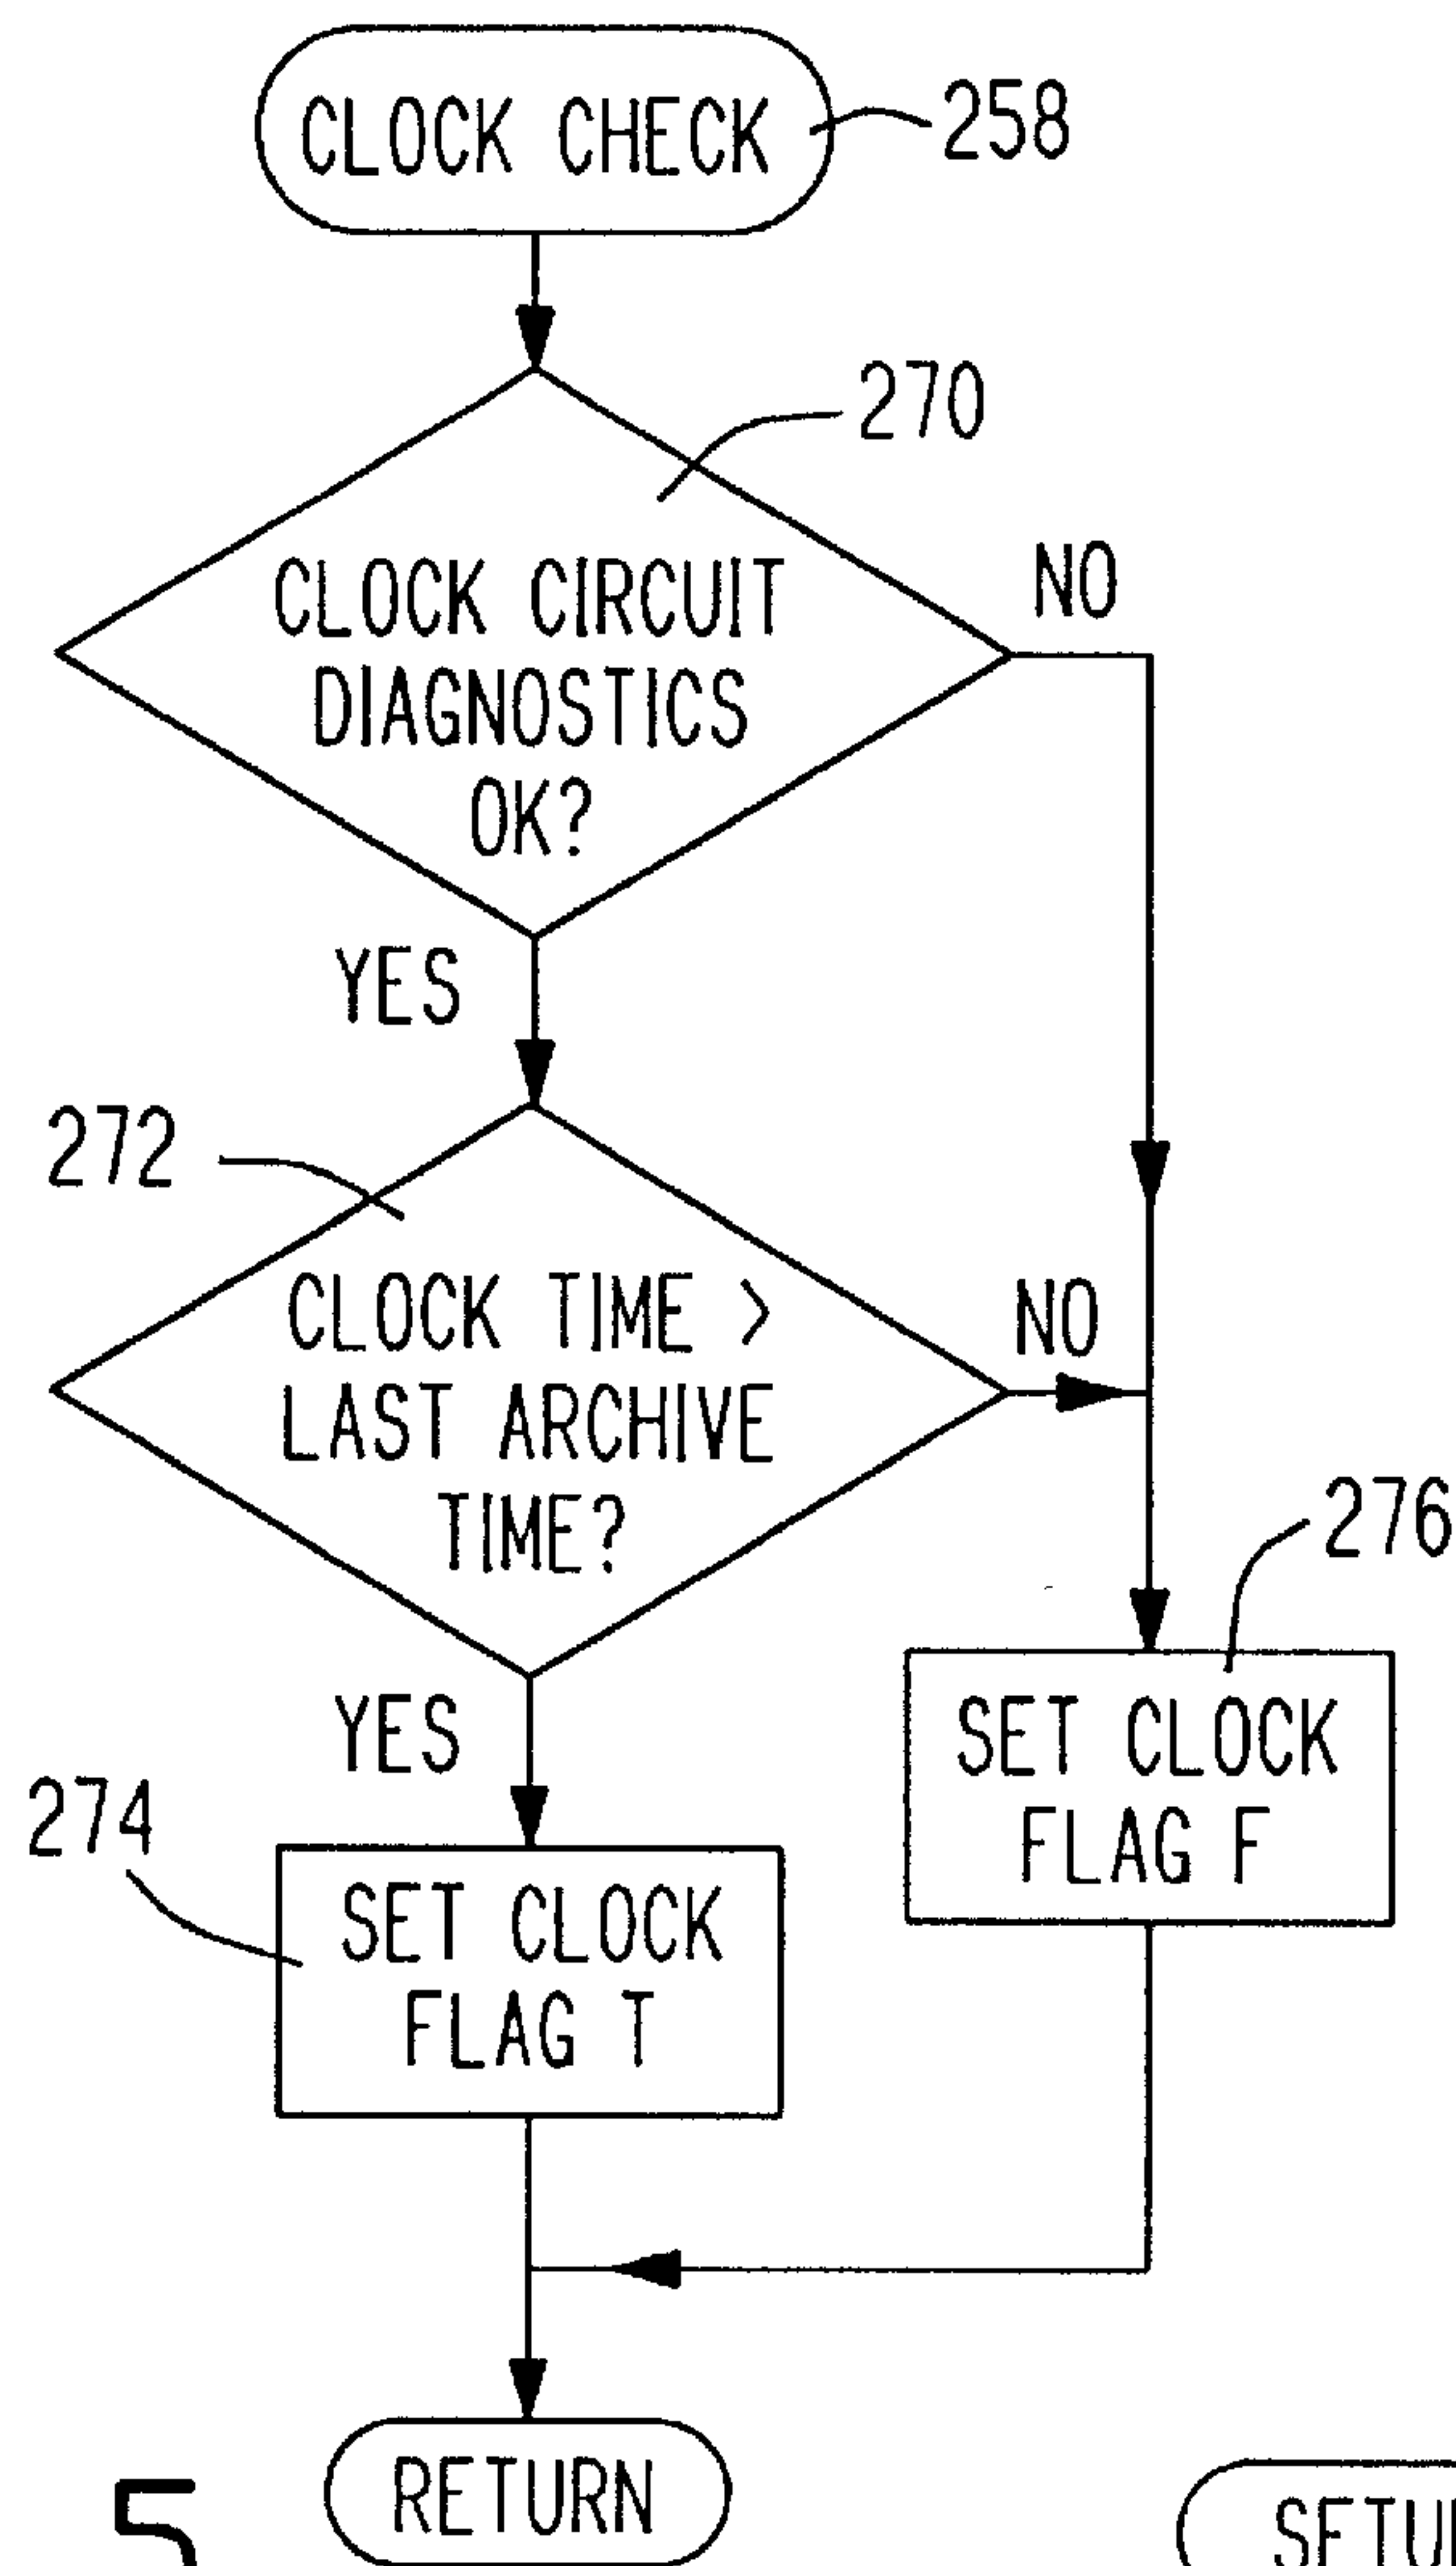 CLOCK CHECK
258
270
CLOCK CIRCUIT
DIAGNOSTICS
OK?
NO
YES
272
CLOCK TIME >
LAST ARCHIVE
TIME?
NO
276
YES
SET CLOCK
FLAG F
274
SET CLOCK
FLAG T
RETURN
5